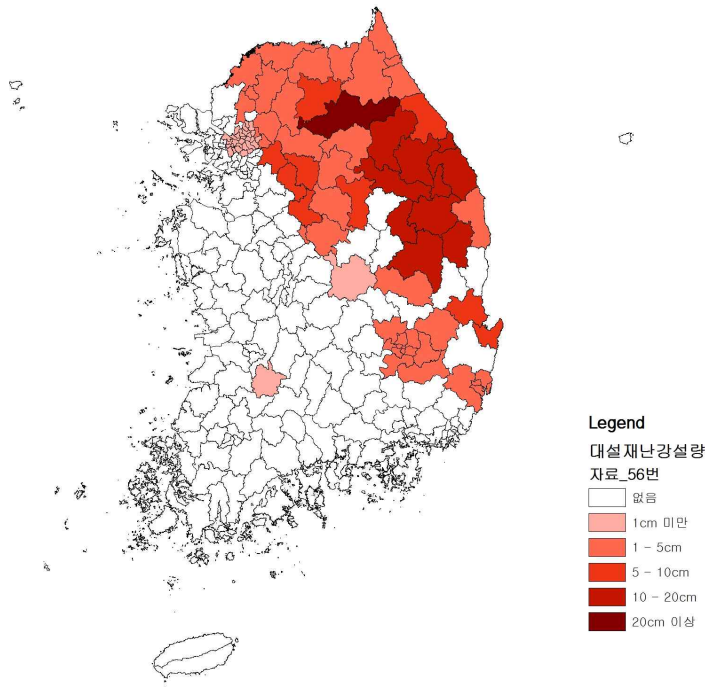 Legend
대설재난강설량
자료_56번
없음
1cm 미만
1 - 5cm
5 - 10cm
10 - 20cm
20cm 이상